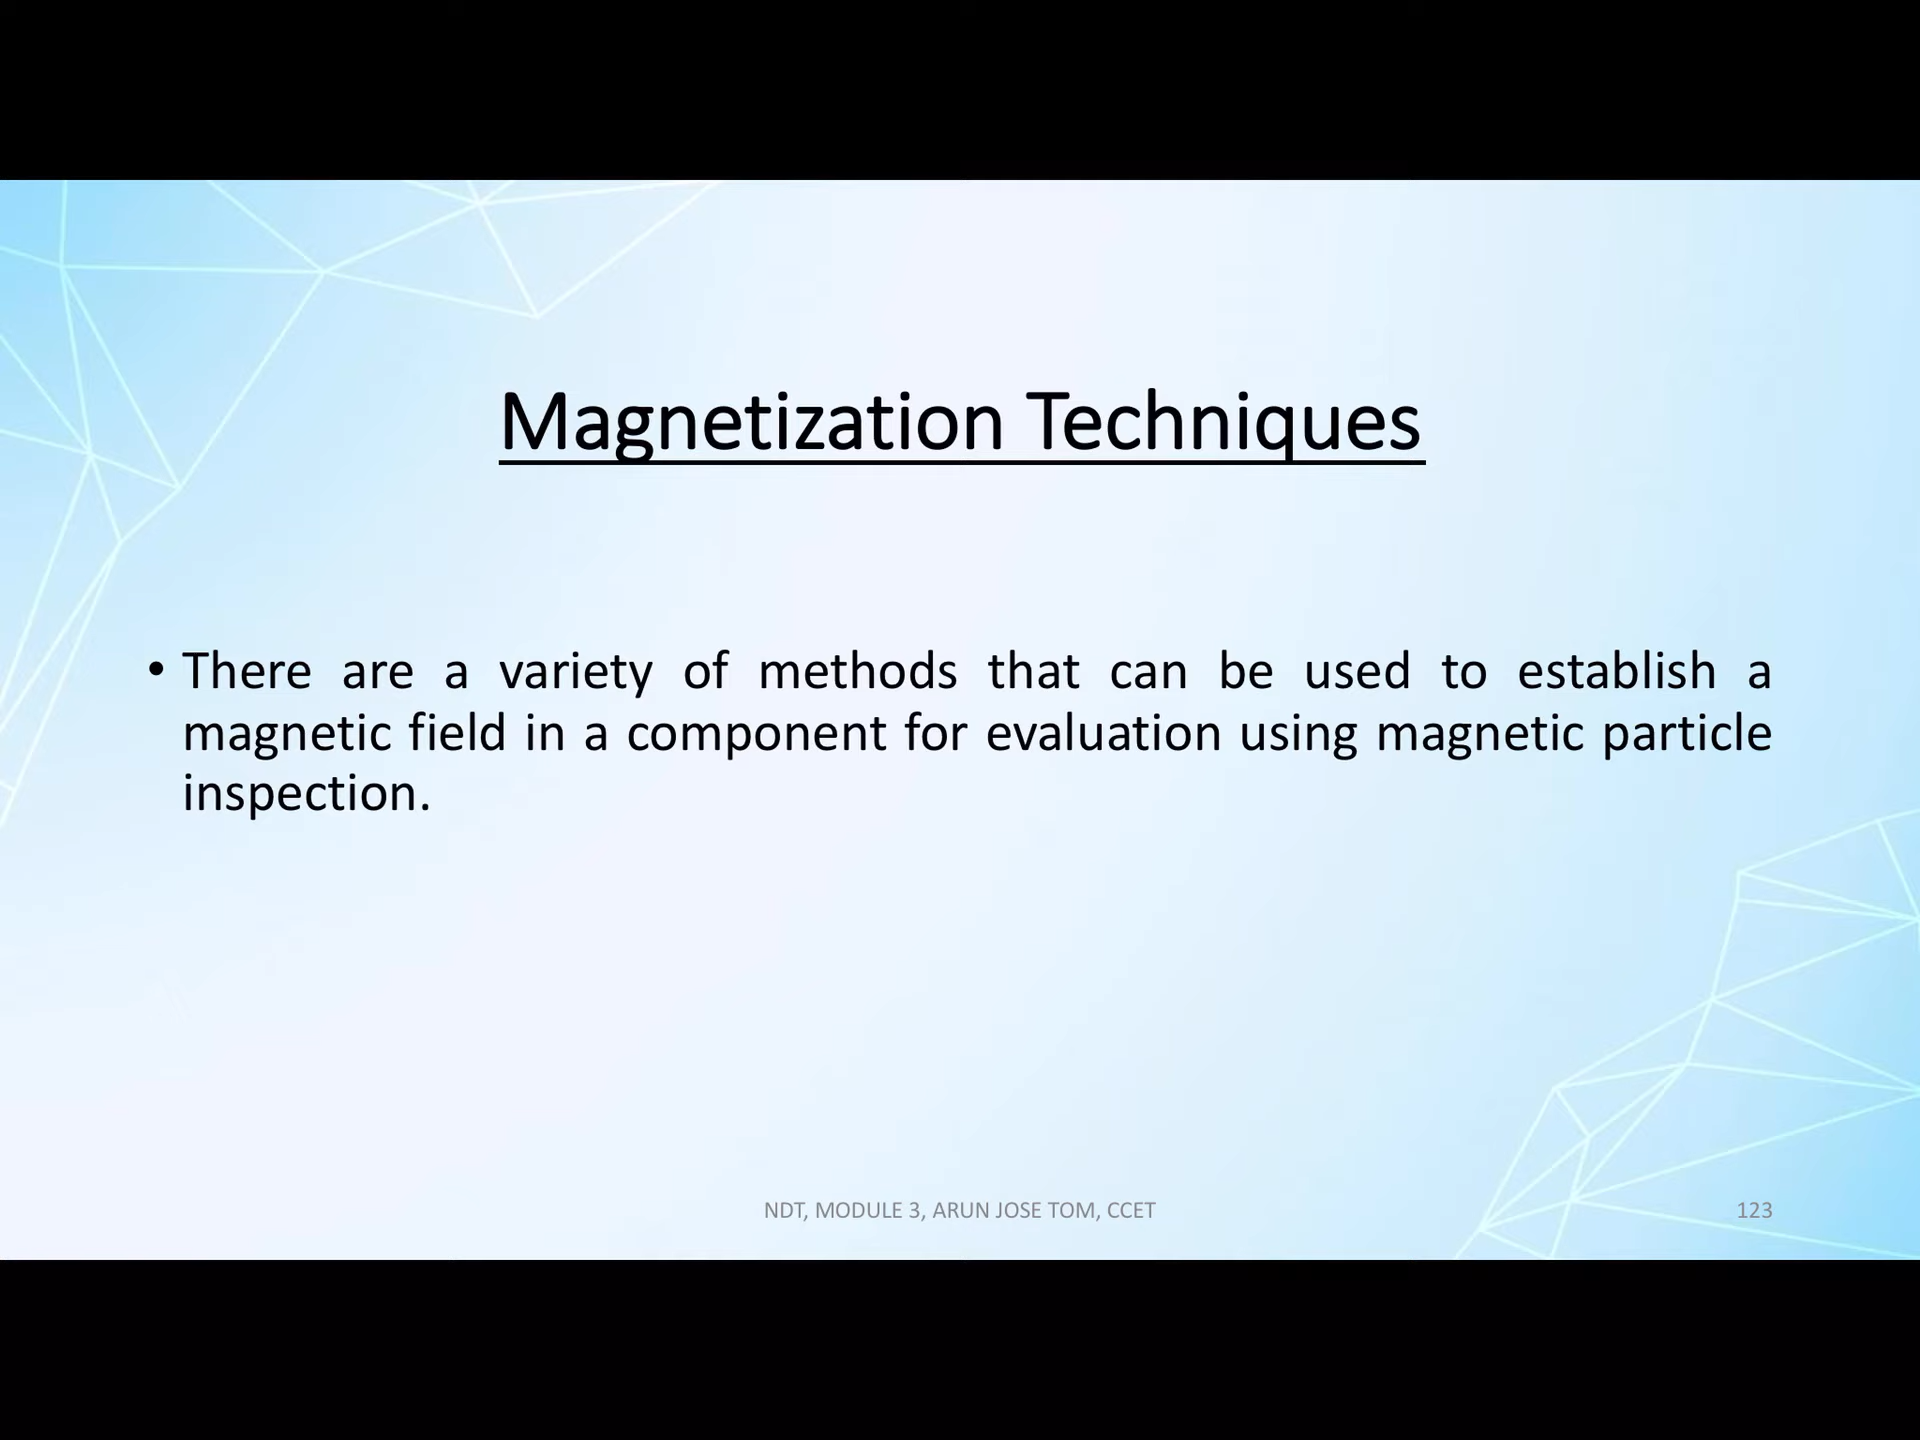 Magnetization Techniques
• There are a variety of methods that can be used to establish a
magnetic field in a component for evaluation using magnetic particle
inspection.
NDT, MODULE 3, ARUN JOSE TOM, CCET
123